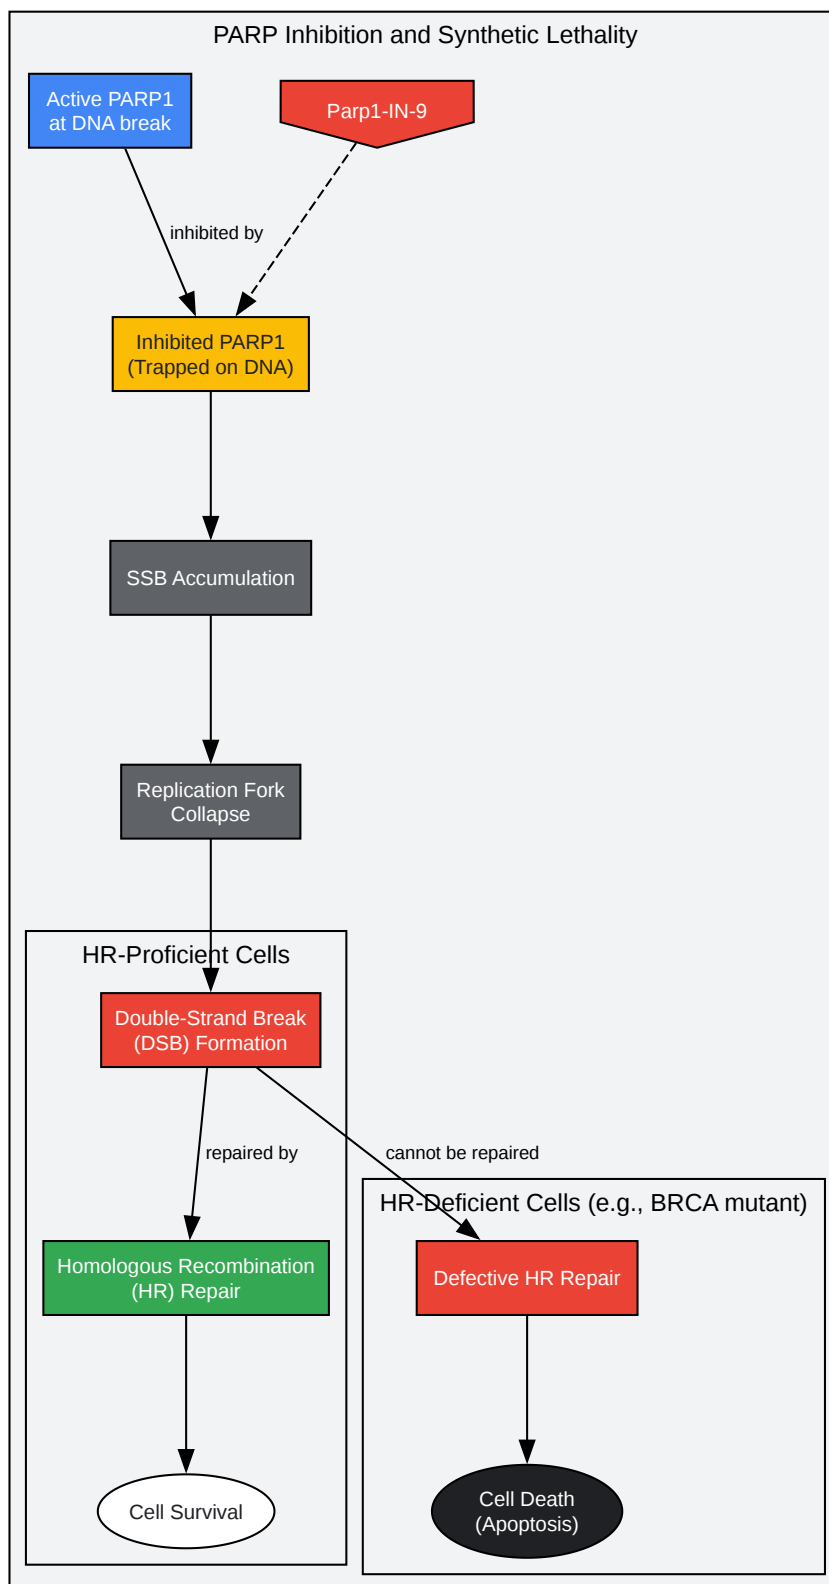 PARP Inhibition and Synthetic Lethality
Active PARP1
at DNA break
Parp1-IN-9
inhibited by
Inhibited PARP1
(Trapped on DNA)
SSB Accumulation
Replication Fork
Collapse
HR-Proficient Cells
Double-Strand Break
(DSB) Formation
repaired by
cannot be repaired
HR-Deficient Cells (e.g., BRCA mutant)
Homologous Recombination
(HR) Repair
Defective HR Repair
Cell Survival
Cell Death
(Apoptosis)